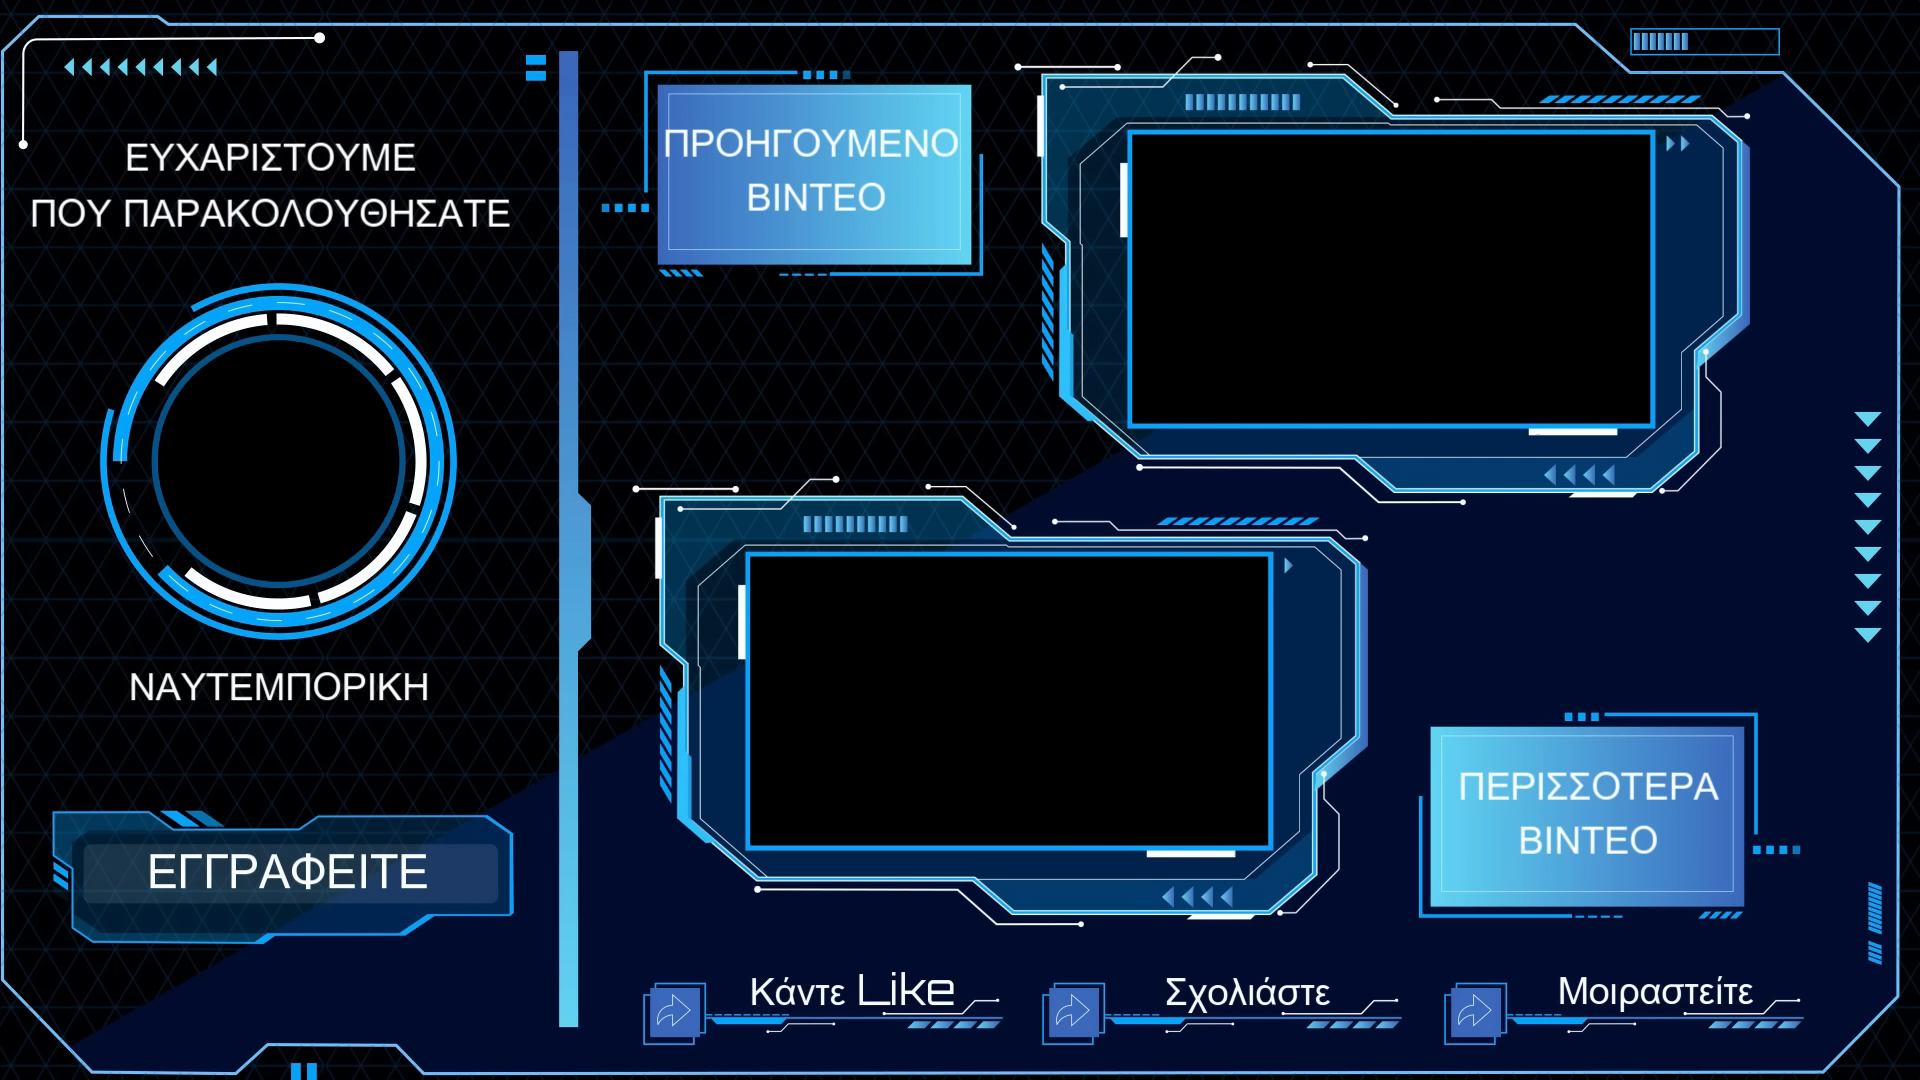 ΕΥΧΑΡΙΣΤΟΥΜΕ
ΠΟΥ ΠΑΡΑΚΟΛΟΥΘΗΣΑΤΕ
ΝΑΥΤΕΜΠΟΡΙΚΗ
ΕΓΓΡΑΦΕΙΤΕ
ΠΡΟΗΓΟΥΜΕΝΟ
ΒΙΝΤΕΟ
ΠΕΡΙΣΣΟΤΕΡΑ
ΒΙΝΤΕΟ
Κάντε Like
Σχολιάστε
Μοιραστείτε